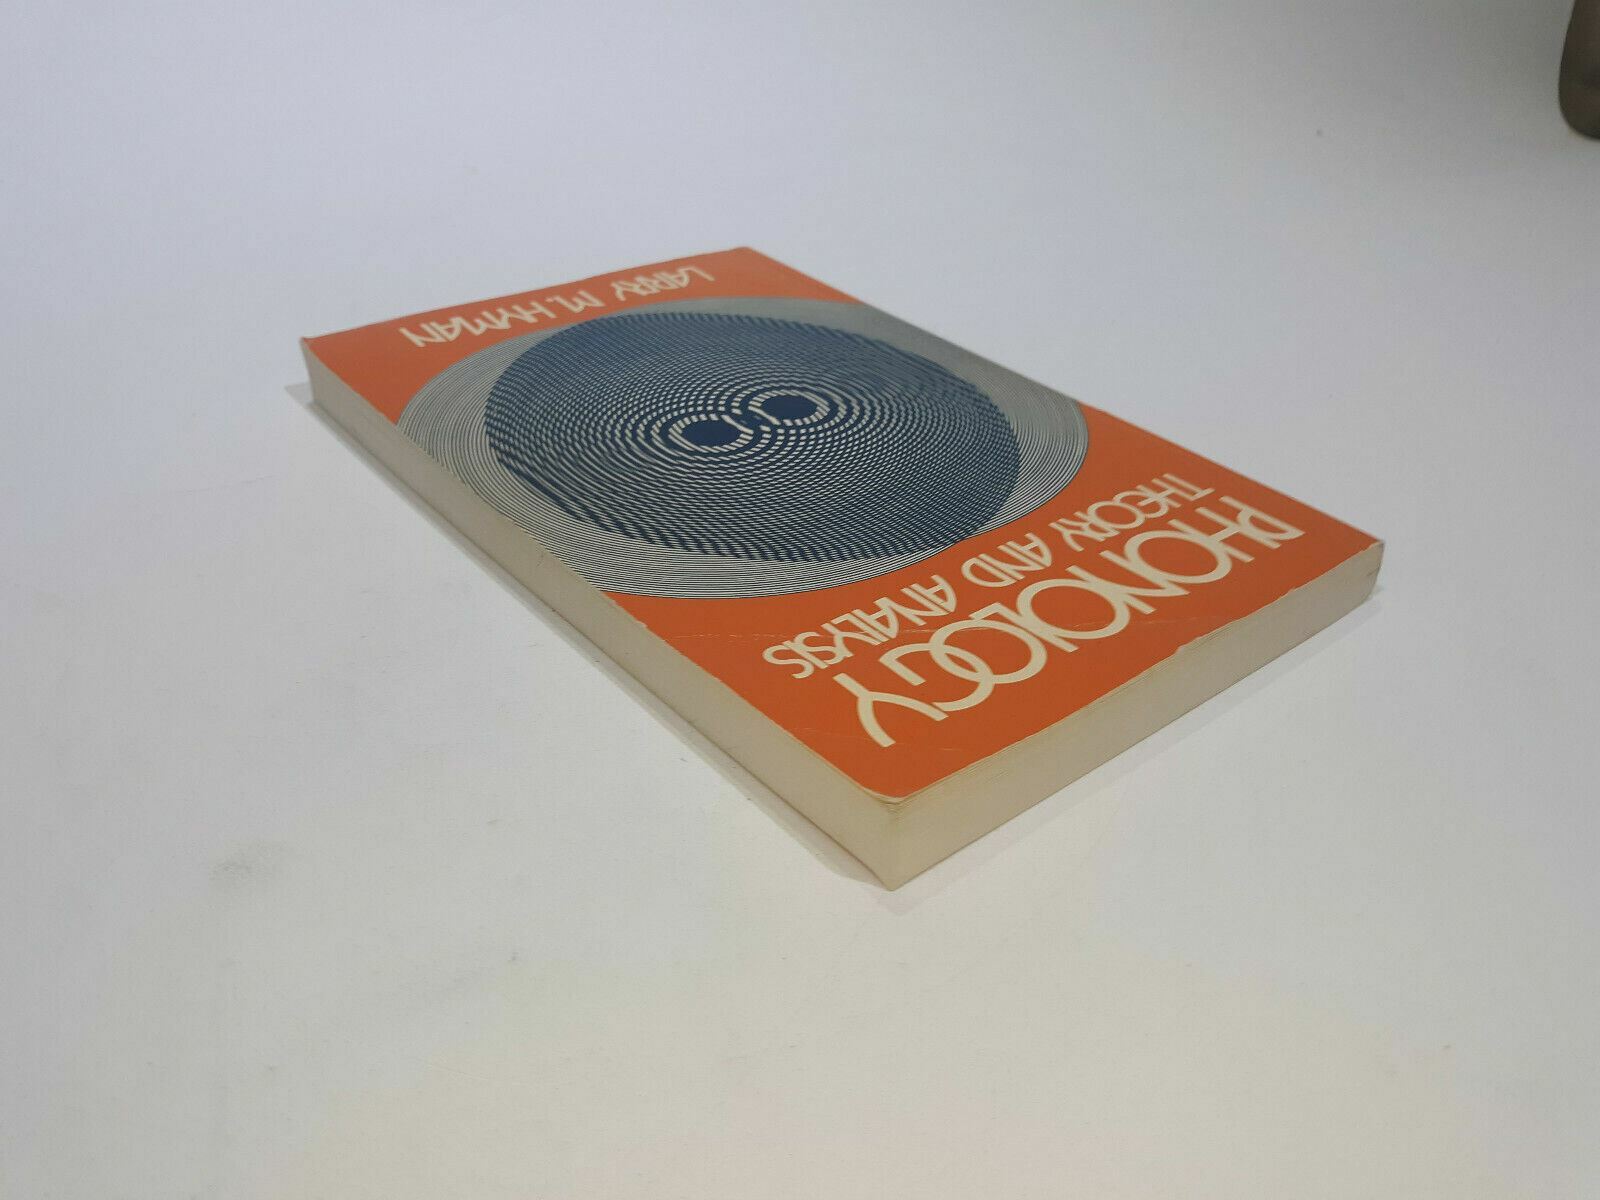 PHONOLOGY
THEORY AND ANALYSIS
LARRY M. HYMAN